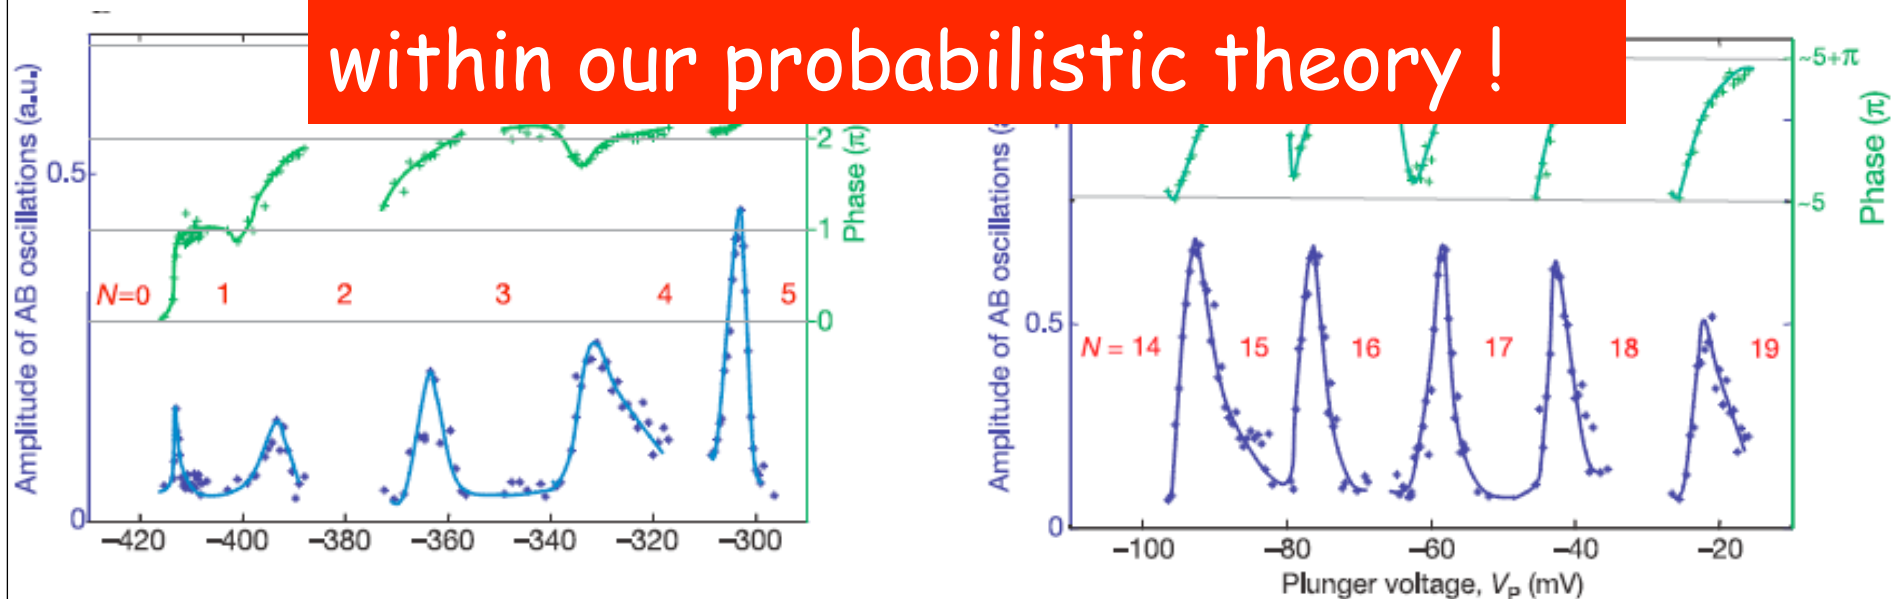 within our probabilistic theory !
Amplitude of AB oscillations (a.u.)
0.5
0
N=0 1 2 3 4 5
2
1
0
Phase (π)
–420 –400 –380 –360 –340 –320 –300
Amplitude of AB oscillations
0.5
0
N = 14 15 16 17 18 19
~5+π
~5
Phase (π)
–100 –80 –60 –40 –20
Plunger voltage, VP (mV)